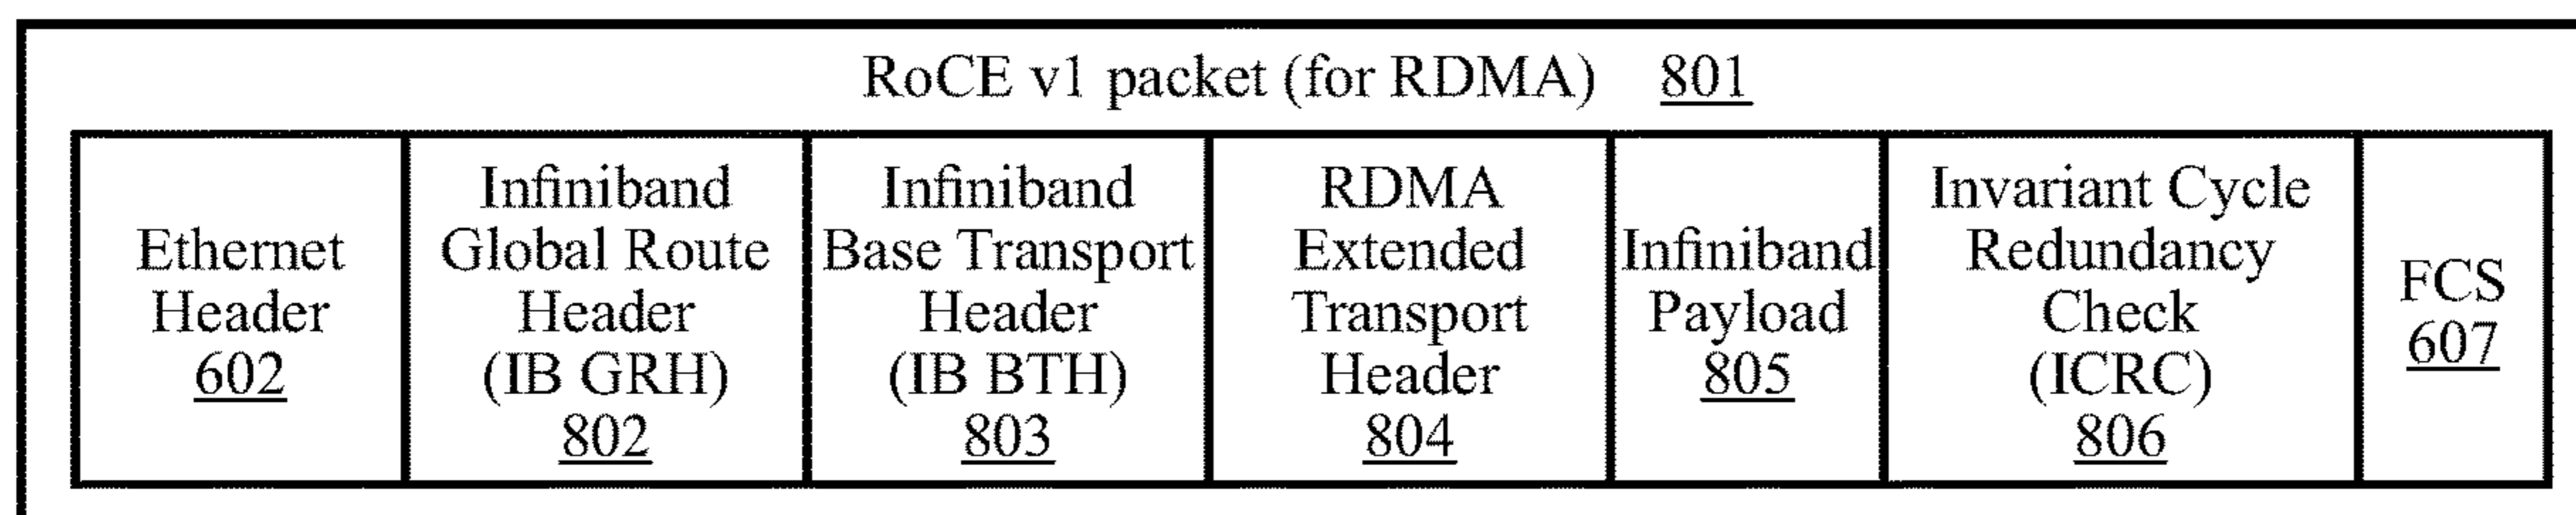 RoCE v1 packet (for RDMA) 801
Ethernet
Header
602
Infiniband
Global Route
Header
(IB GRH)
802
Infiniband
Base Transport
Header
(IB BTH)
803
RDMA
Extended
Transport
Header
804
Infiniband
Payload
805
Invariant Cycle
Redundancy
Check
(ICRC)
806
FCS
607